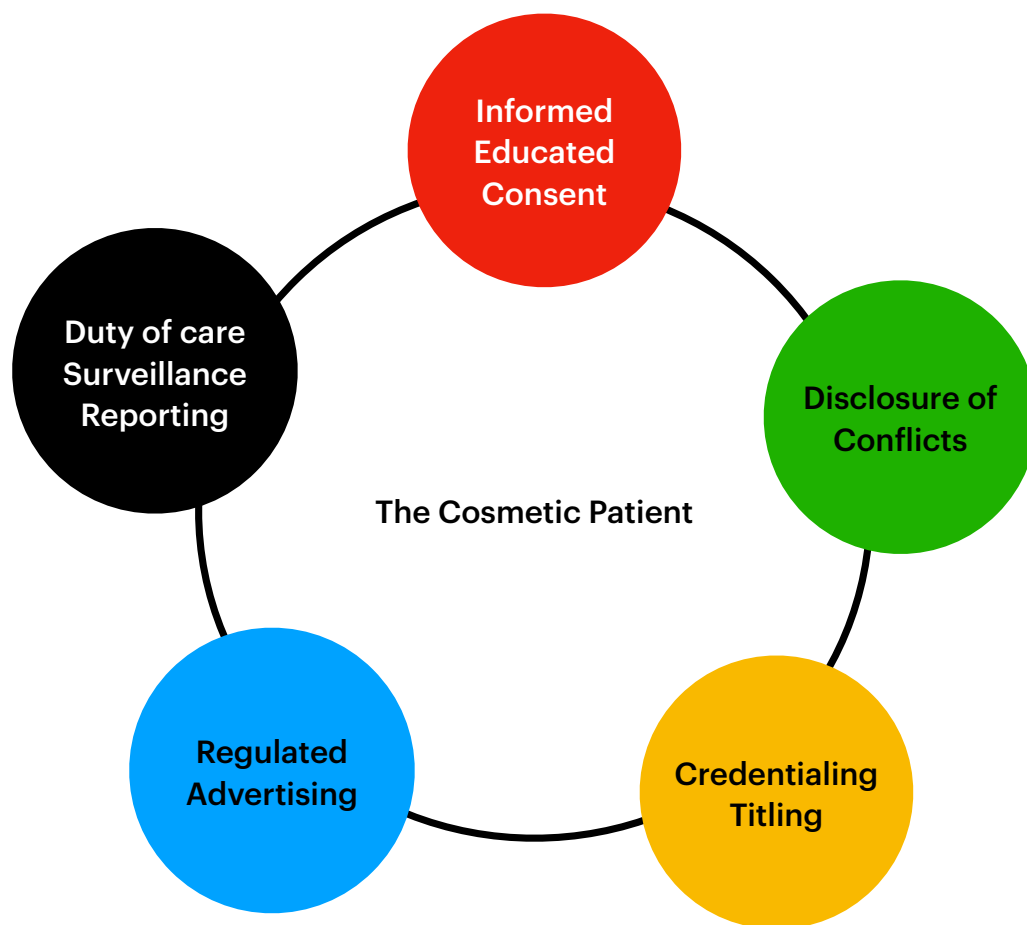 Informed
Educated
Consent
Duty of care
Surveillance
Reporting
Disclosure of
Conflicts
The Cosmetic Patient
Regulated
Advertising
Credentialing
Titling